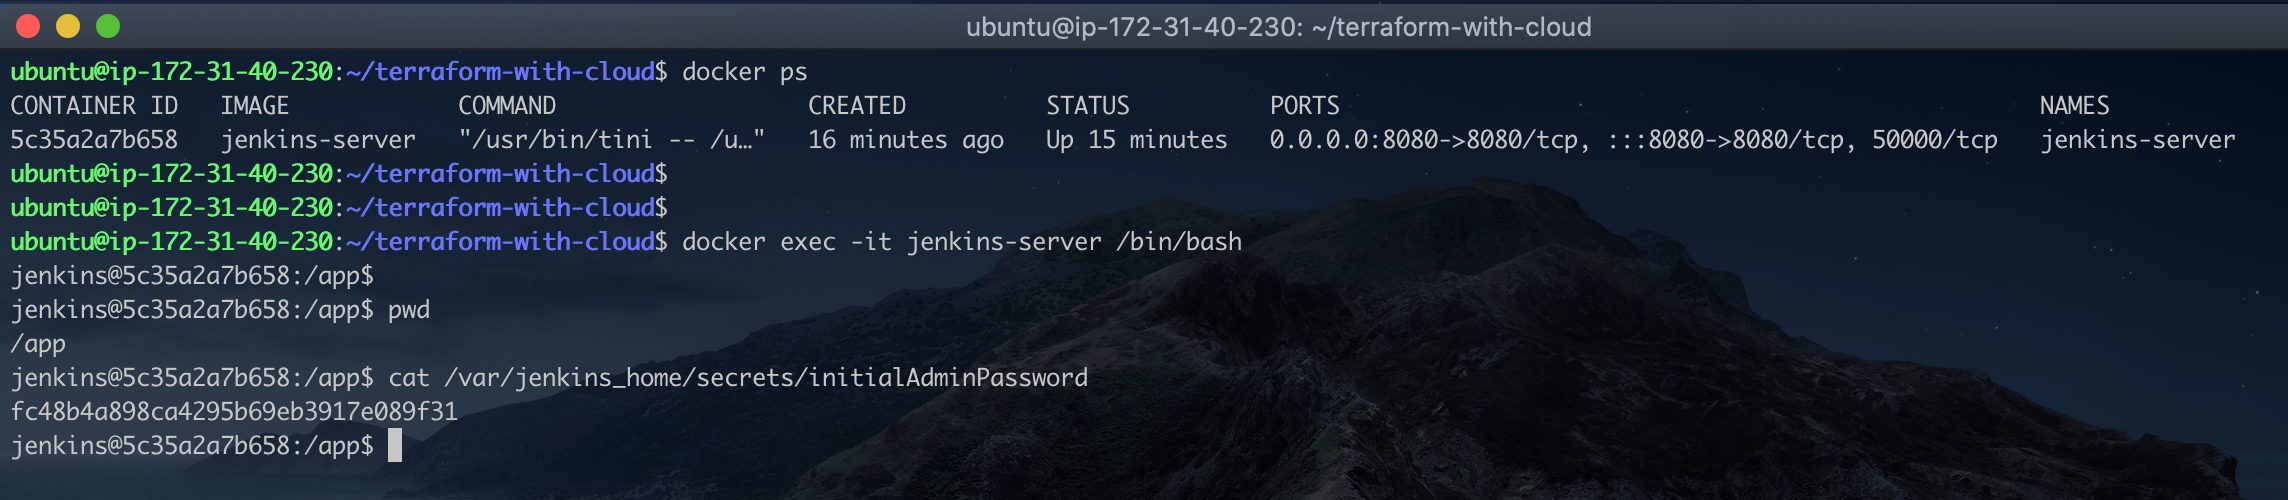 ubuntu@ip-172-31-40-230: ~/terraform-with-cloud
ubuntu@ip-172-31-40-230:~/terraform-with-cloud$ docker ps
CONTAINER ID   IMAGE            COMMAND                  CREATED          STATUS          PORTS                                                  NAMES
5c35a2a7b658   jenkins-server   "/usr/bin/tini -- /u…"   16 minutes ago   Up 15 minutes   0.0.0.0:8080->8080/tcp, :::8080->8080/tcp, 50000/tcp   jenkins-server
ubuntu@ip-172-31-40-230:~/terraform-with-cloud$
ubuntu@ip-172-31-40-230:~/terraform-with-cloud$
ubuntu@ip-172-31-40-230:~/terraform-with-cloud$ docker exec -it jenkins-server /bin/bash
jenkins@5c35a2a7b658:/app$
jenkins@5c35a2a7b658:/app$ pwd
/app
jenkins@5c35a2a7b658:/app$ cat /var/jenkins_home/secrets/initialAdminPassword
fc48b4a898ca4295b69eb3917e089f31
jenkins@5c35a2a7b658:/app$